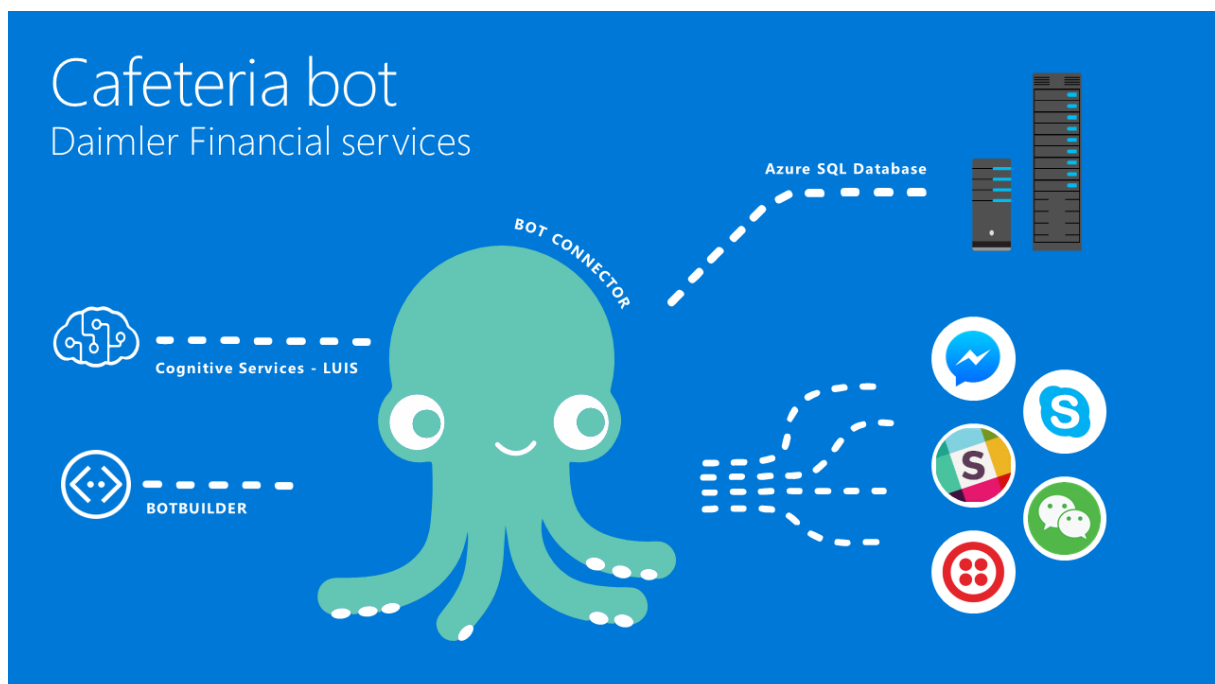 Cafeteria bot
Daimler Financial services
Azure SQL Database
BOT CONNECTOR
Cognitive Services - LUIS
BOTBUILDER
S
S